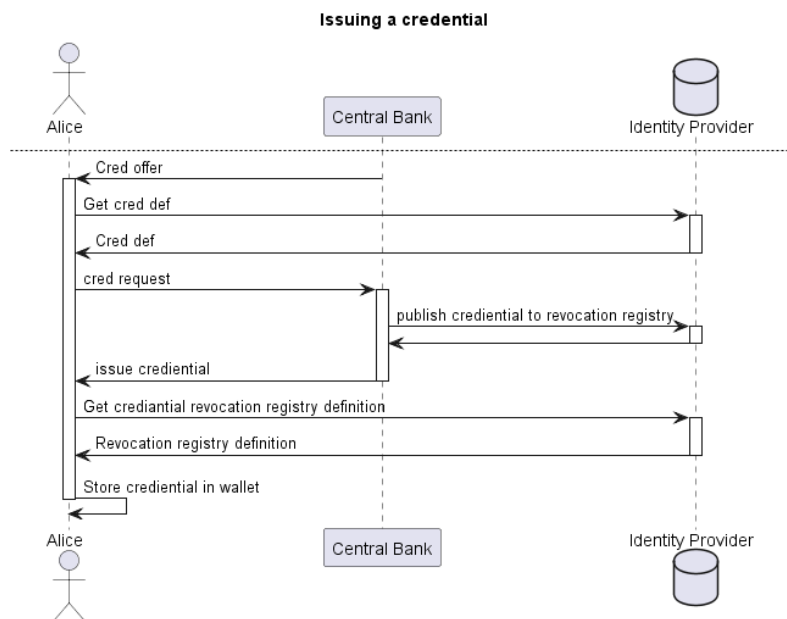 Issuing a credential
Alice
Central Bank
Identity Provider
Cred offer
Get cred def
Cred def
cred request
publish credential to revocation registry
issue crediential
Get crediantial revocation registry definition
Revocation registry definition
Store crediential in wallet
Alice
Central Bank
Identity Provider